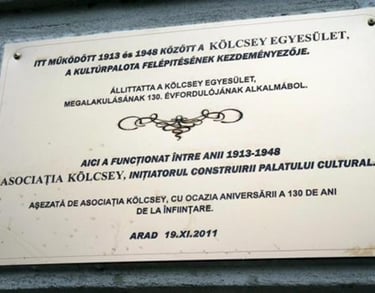 ITT MŰKÖDÖTT 1913 és 1948 KÖZÖTT A KÖLCSEY EGYESÜLET,
A KULTÚRPALOTA FELÉPÍTÉSÉNEK KEZDEMÉNYEZŐJE.
ÁLLITTATTA A KÖLCSEY EGYESÜLET,
MEGALAKULÁSÁNAK 130. ÉVFORDULÓJÁNAK ALKALMÁBOL.
AICI A FUNCȚIONAT ÎNTRE ANII 1913-1948
ASOCIAȚIA KÖLCSEY, INIȚIATORUL CONSTRUIRII PALATULUI CULTURAL.
AȘEZATĂ DE ASOCIAȚIA KÖLCSEY, CU OCAZIA ANIVERSĂRII A 130 DE ANI
DE LA ÎNFIINȚARE.
ARAD 19.XI.2011